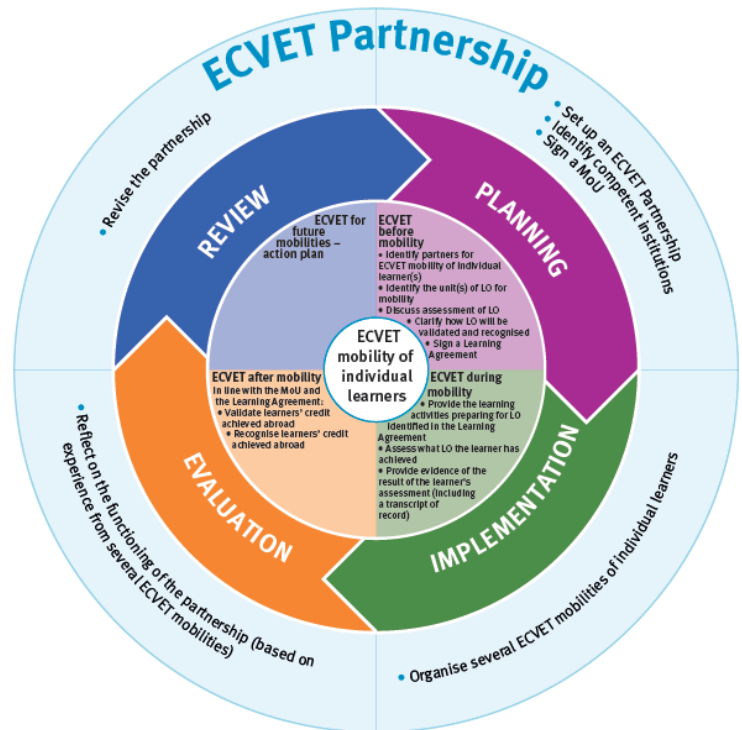 ECVET Partnership
• Revise the partnership
• Set up an ECVET Partnership
• Identify competent institutions
• Sign a MoU
REVIEW
PLANNING
ECVET for
future
mobilities –
action plan
ECVET
before
mobility
• Identify partners for
ECVET mobility of individual
learner(s)
• Identify the unit(s) of LO for
mobility
• Discuss assessment of LO
• Clarify how LO will be
validated and recognised
• Sign a Learning
Agreement
ECVET
mobility of
individual
learners
ECVET after mobility
In line with the MoU and
the Learning Agreement:
• Validate learners' credit
achieved abroad
• Recognise learners' credit
achieved abroad
ECVET during
mobility
• Provide the learning
activities preparing for LO
identified in the Learning
Agreement
• Assess what LO the learner has
achieved
• Provide evidence of the
result of the learner's
assessment (including
a transcript of
record)
EVALUATION
IMPLEMENTATION
• Reflect on the functioning of the partnership (based on
experience from several ECVET mobilities)
• Organise several ECVET mobilities of individual learners